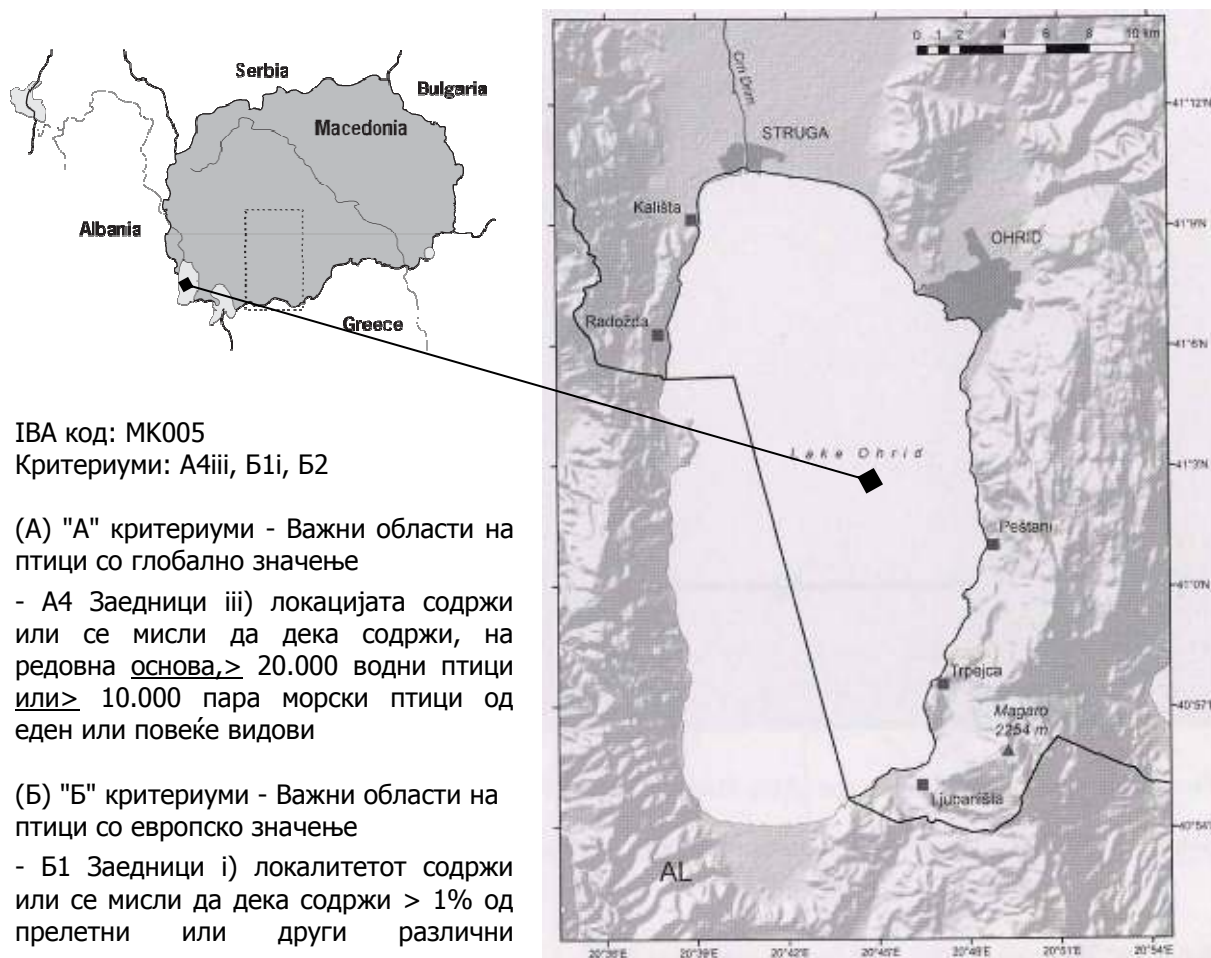 Serbia
Bulgaria
Macedonia
Albania
Greece
IBA код: MK005
Критериуми: A4iii, Б1i, Б2
(А) "А" критериуми - Важни области на
птици со глобално значење
- А4 Заедници iii) локацијата содржи
или се мисли да дека содржи, на
редовна основа,> 20.000 водни птици
или> 10.000 пара морски птици од
еден или повеќе видови
(Б) "Б" критериуми - Важни области на
птици со европско значење
- Б1 Заедници i) локалитетот содржи
или се мисли да дека содржи > 1% од
прелетни или други различни
0 1 2 4 6 8 10 km
Crn Drim
STRUGA
41°12'N
Kališta
41°9'N
OHRID
Radožda
41°6'N
Lake Ohrid
41°3'N
Peštani
41°0'N
Trpejca
40°57'N
Magaro
2254 m
Ljubaništa
40°54'
AL
20°39'E 20°42'E 20°45'E 20°51'E 20°54'E